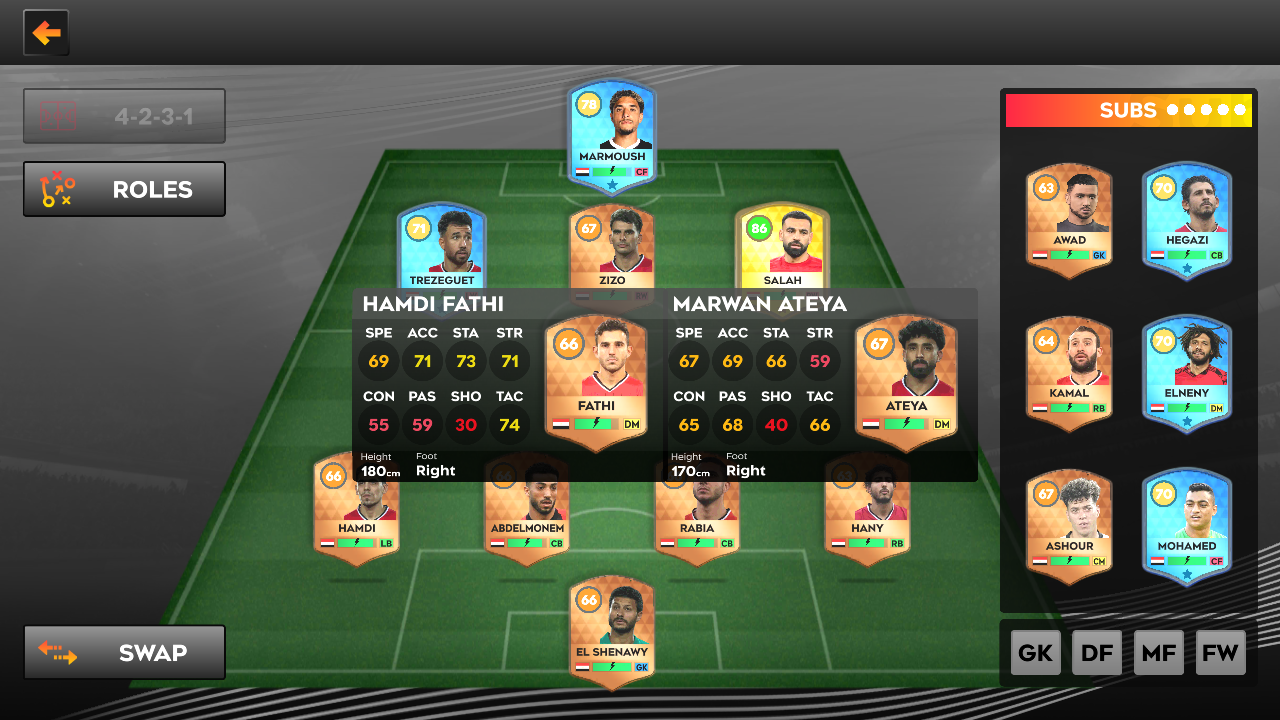 4-2-3-1
ROLES
78
MARMOUSH
CF
71
TREZEGUET
67
ZIZO
86
SALAH
HAMDI FATHI
SPE ACC STA STR
69 71 73 71
CON PAS SHO TAC
55 59 30 74
Height
180cm
Foot
Right
66
FATHI
DM
MARWAN ATEYA
SPE ACC STA STR
67 69 66 59
CON PAS SHO TAC
65 68 40 66
Height
170cm
Foot
Right
67
ATEYA
DM
66
HAMDI
LB
ABDELMONEM
CB
RABIA
CB
HANY
RB
66
EL SHENAWY
GK
SWAP
SUBS
63
AWAD
GK
70
HEGAZI
CB
64
KAMAL
RB
70
ELNENY
DM
67
ASHOUR
CM
70
MOHAMED
CF
GK DF MF FW